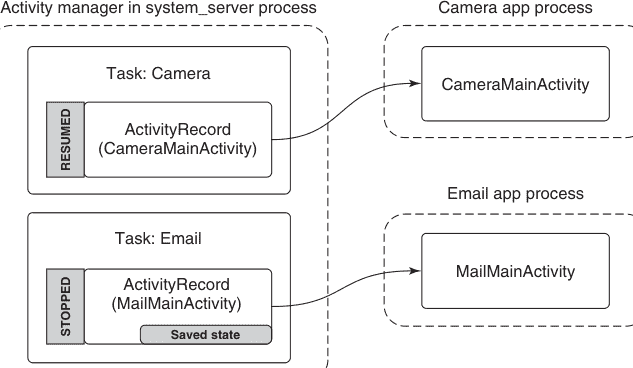 Activity manager in system_server process
Camera app process
Task: Camera
RESUMED
ActivityRecord
(CameraMainActivity)
CameraMainActivity
Email app process
Task: Email
STOPPED
ActivityRecord
(MailMainActivity)
Saved state
MailMainActivity